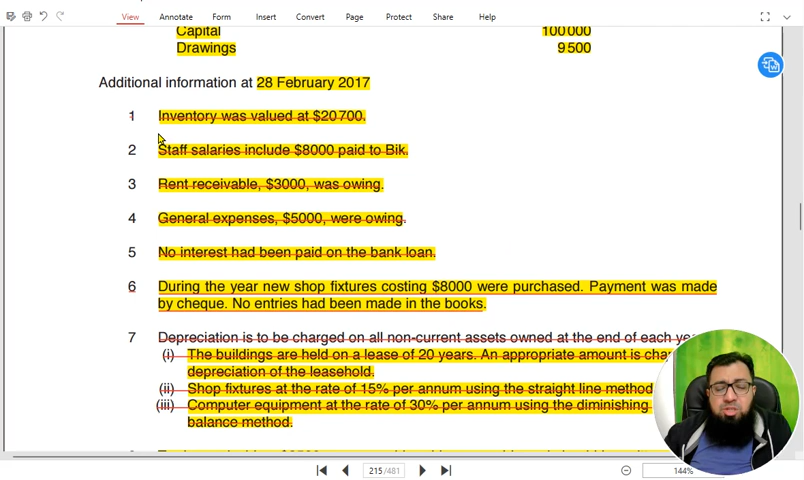 View Annotate Form Insert Convert Page Protect Share Help
Capital 100 000
Drawings 9 500
Additional information at 28 February 2017
1 Inventory was valued at $20 700.
2 Staff salaries include $8000 paid to Bik.
3 Rent receivable, $3000, was owing.
4 General expenses, $5000, were owing.
5 No interest had been paid on the bank loan.
6 During the year new shop fixtures costing $8000 were purchased. Payment was made
by cheque. No entries had been made in the books.
7 Depreciation is to be charged on all non-current assets owned at the end of each
(i) The buildings are held on a lease of 20 years. An appropriate amount is
depreciation of the leasehold.
(ii) Shop fixtures at the rate of 15% per annum using the straight line method
(iii) Computer equipment at the rate of 30% per annum using the diminishing
balance method.
215/481 144%